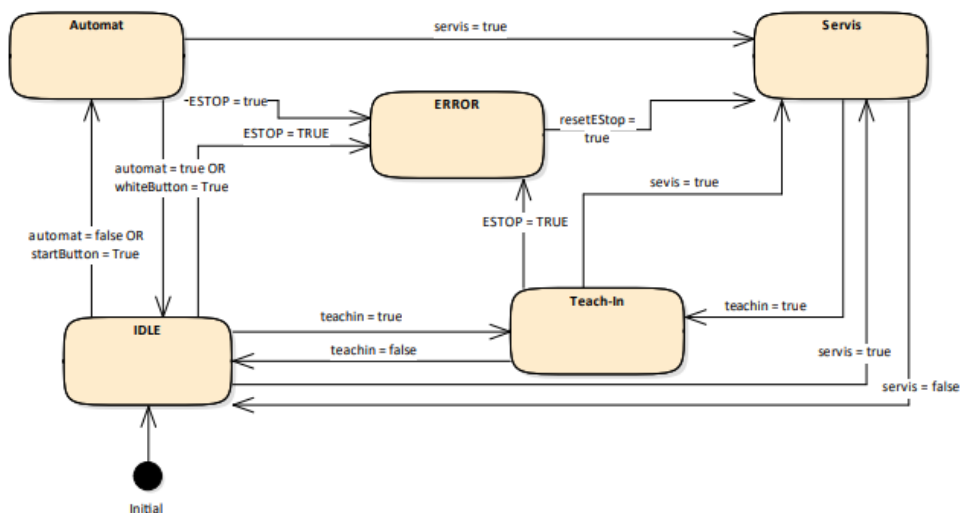 Automat
servis = true
Servis
ESTOP = true
ERROR
ESTOP = TRUE
resetEStop =
true
automat = true OR
whiteButton = True
sevis = true
ESTOP = TRUE
automat = false OR
startButton = True
Teach-In
teachin = true
IDLE
teachin = true
teachin = false
servis = true
servis = false
Initial